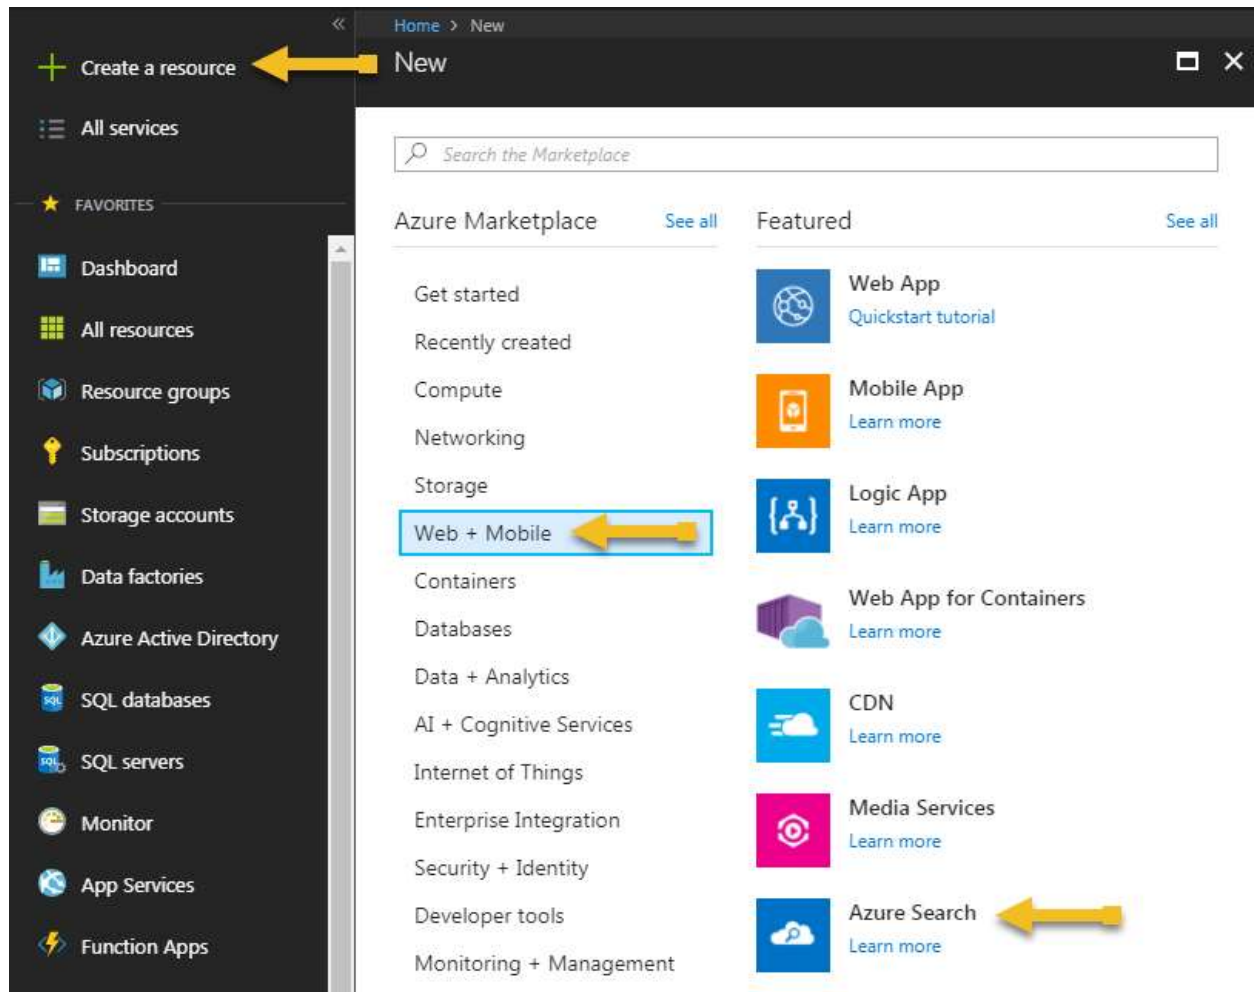 «
Create a resource
All services
FAVORITES
Dashboard
All resources
Resource groups
Subscriptions
Storage accounts
Data factories
Azure Active Directory
SQL databases
SQL servers
Monitor
App Services
Function Apps
Home > New
New
Search the Marketplace
Azure Marketplace See all
Get started
Recently created
Compute
Networking
Storage
Web + Mobile
Containers
Databases
Data + Analytics
AI + Cognitive Services
Internet of Things
Enterprise Integration
Security + Identity
Developer tools
Monitoring + Management
Featured See all
Web App
Quickstart tutorial
Mobile App
Learn more
Logic App
Learn more
Web App for Containers
Learn more
CDN
Learn more
Media Services
Learn more
Azure Search
Learn more